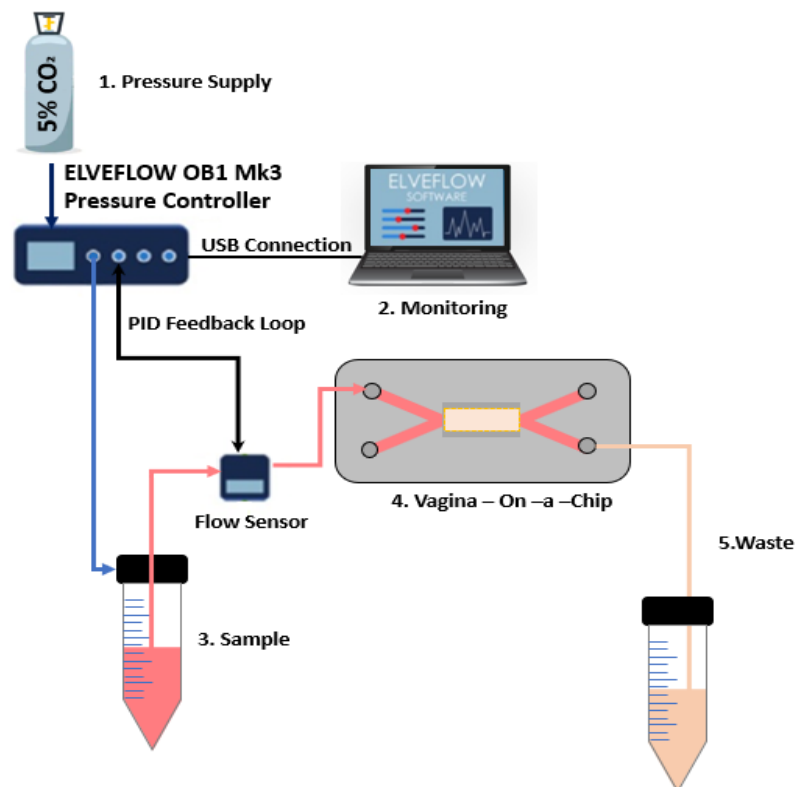 5% CO₂
1. Pressure Supply
ELVEFLOW OB1 Mk3
Pressure Controller
ELVEFLOW
SOFTWARE
USB Connection
2. Monitoring
PID Feedback Loop
Flow Sensor
4. Vagina – On –a –Chip
5.Waste
3. Sample